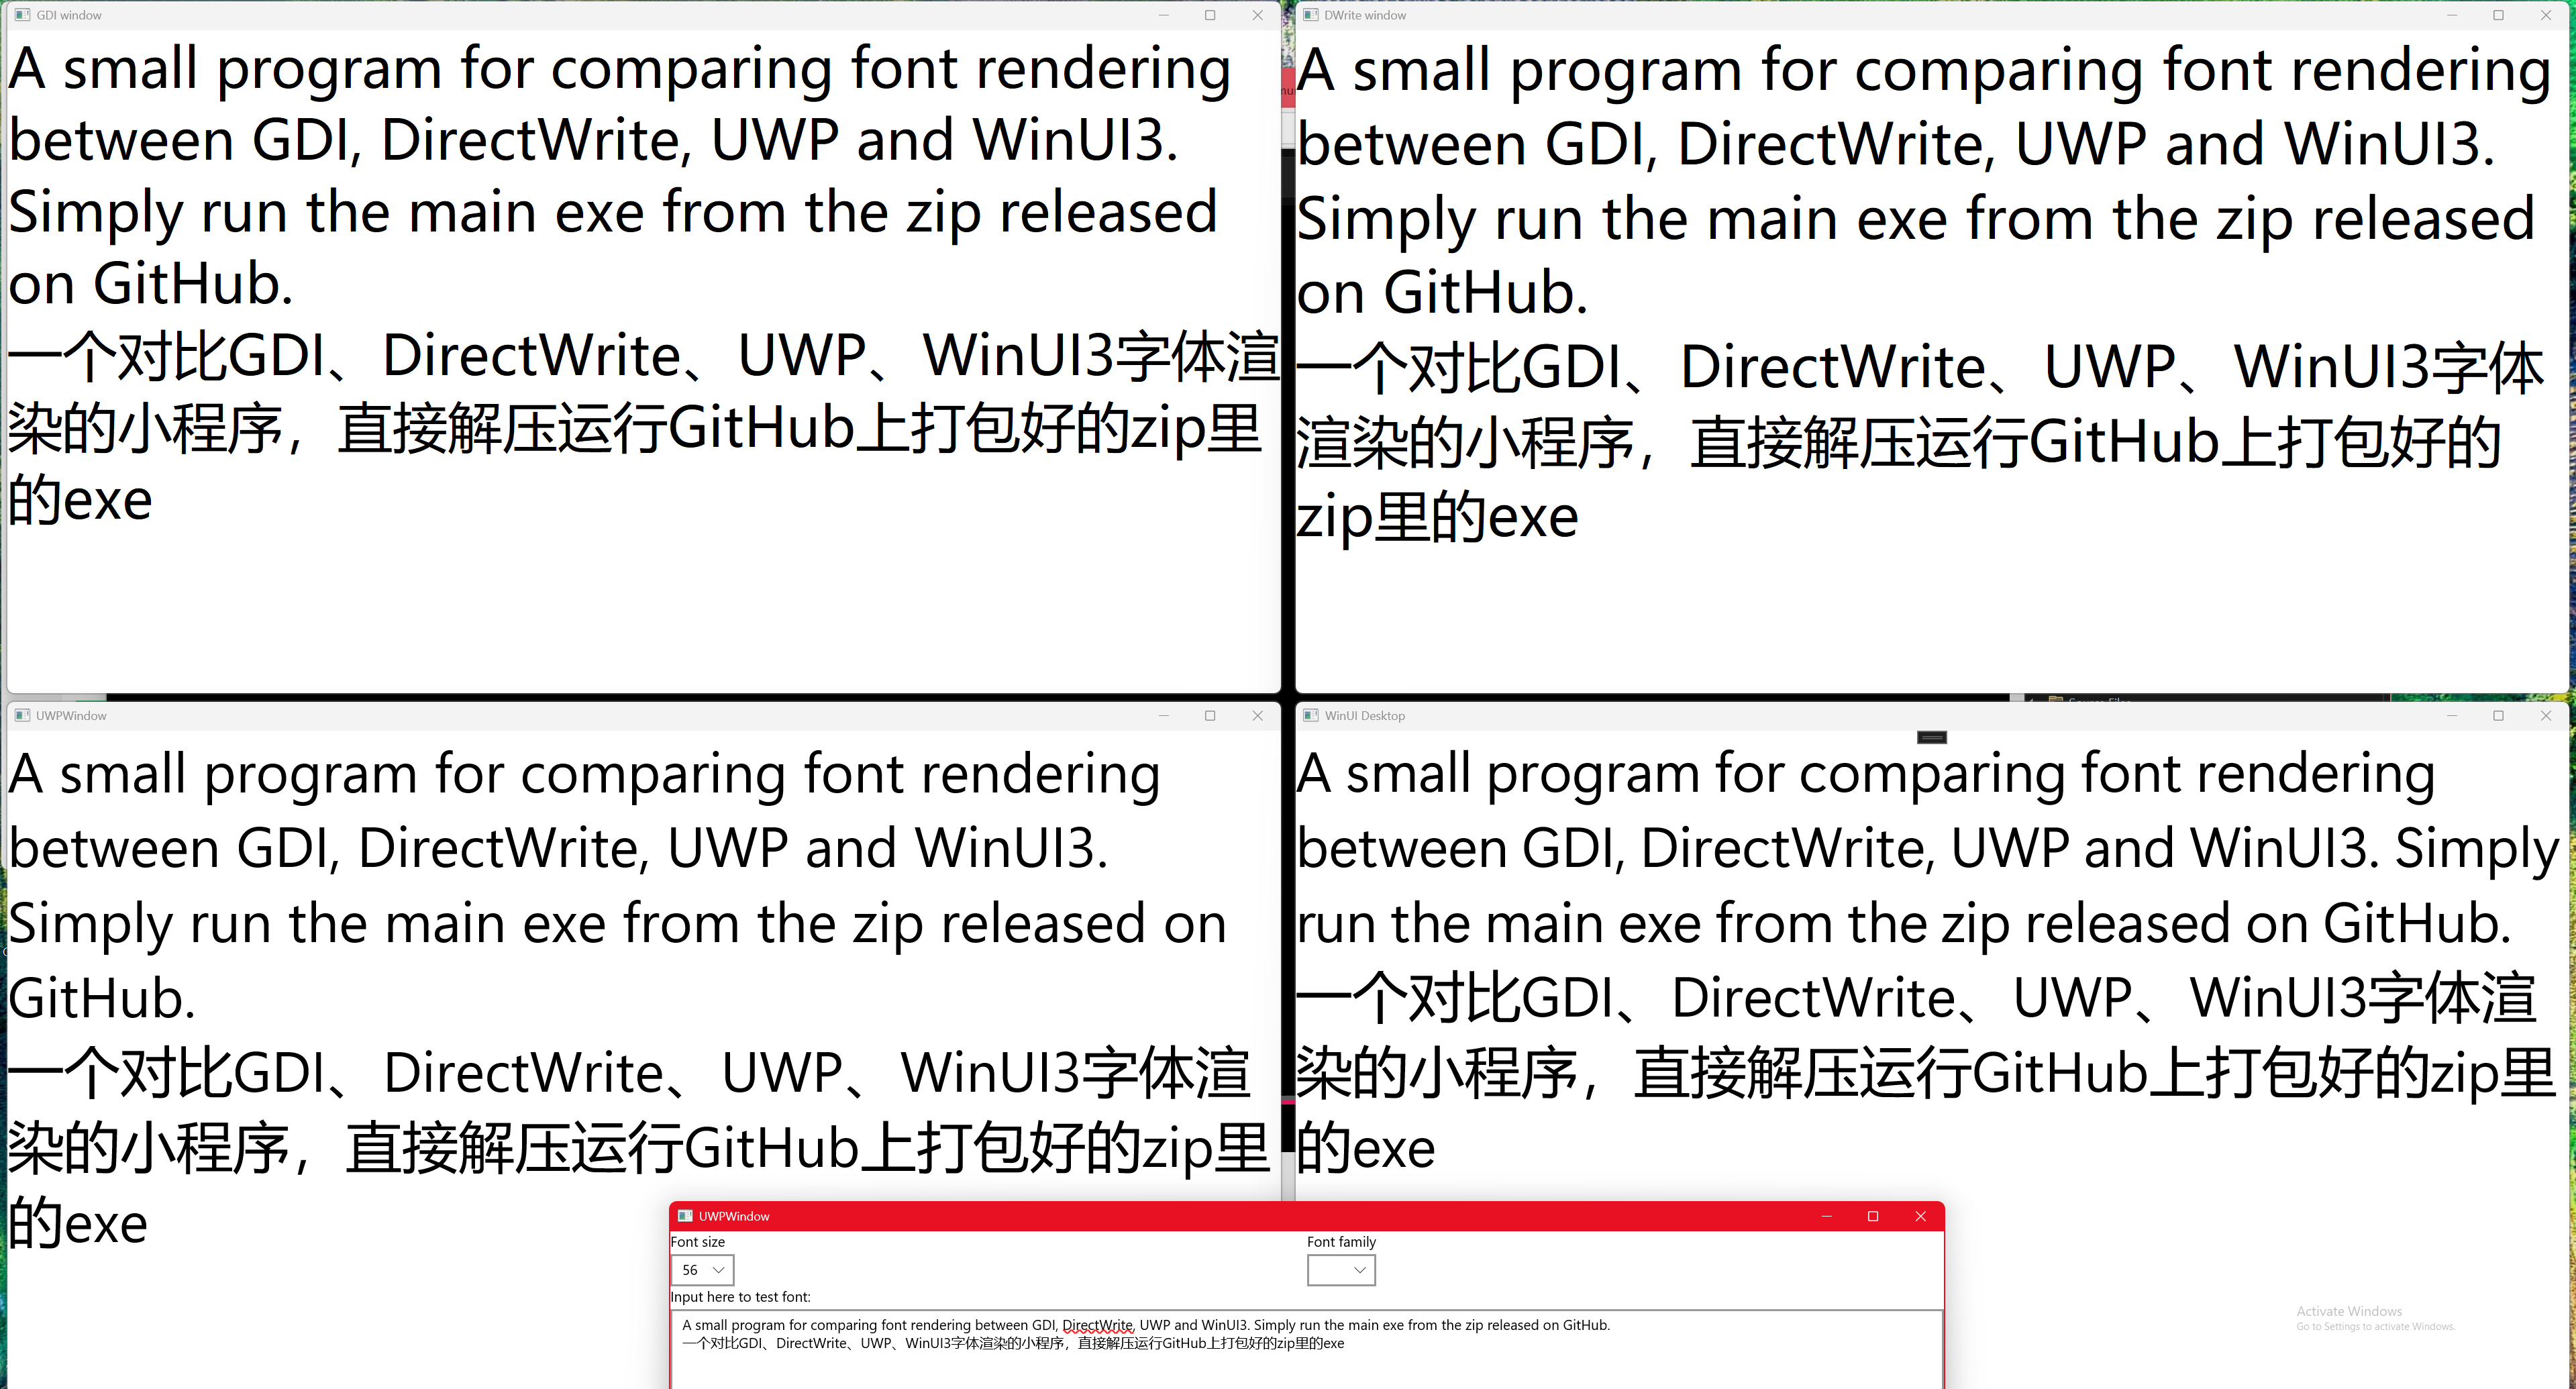 GDI window
A small program for comparing font rendering
between GDI, DirectWrite, UWP and WinUI3.
Simply run the main exe from the zip released
on GitHub.
一个对比GDI、DirectWrite、UWP、WinUI3字体渲
染的小程序，直接解压运行GitHub上打包好的zip里
的exe
DWrite window
A small program for comparing font rendering
between GDI, DirectWrite, UWP and WinUI3.
Simply run the main exe from the zip released
on GitHub.
一个对比GDI、DirectWrite、UWP、WinUI3字体
渲染的小程序，直接解压运行GitHub上打包好的
zip里的exe
UWPWindow
A small program for comparing font rendering
between GDI, DirectWrite, UWP and WinUI3.
Simply run the main exe from the zip released on
GitHub.
一个对比GDI、DirectWrite、UWP、WinUI3字体渲
染的小程序，直接解压运行GitHub上打包好的zip里
的exe
WinUI Desktop
A small program for comparing font rendering
between GDI, DirectWrite, UWP and WinUI3. Simply
run the main exe from the zip released on GitHub.
一个对比GDI、DirectWrite、UWP、WinUI3字体渲
染的小程序，直接解压运行GitHub上打包好的zip里
的exe
UWPWindow
Font size
56
Font family
Input here to test font:
A small program for comparing font rendering between GDI, DirectWrite, UWP and WinUI3. Simply run the main exe from the zip released on GitHub.
一个对比GDI、DirectWrite、UWP、WinUI3字体渲染的小程序，直接解压运行GitHub上打包好的zip里的exe
Activate Windows
Go to Settings to activate Windows.